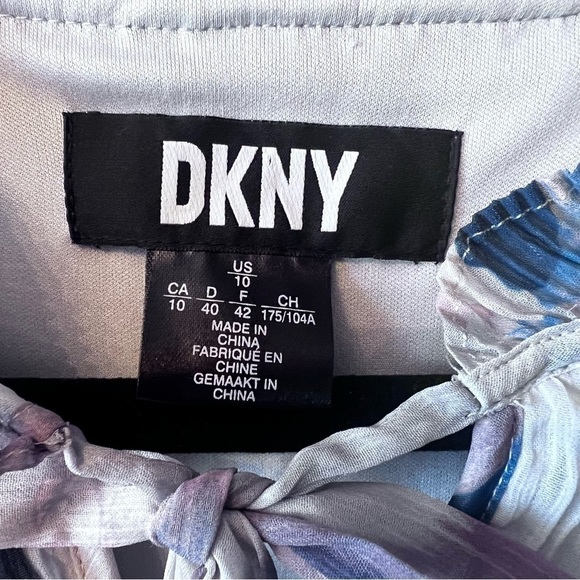 DKNY
US
10
CA D F CH
10 40 42 175/104A
MADE IN
CHINA
FABRIQUÉ EN
CHINE
GEMAAKT IN
CHINA